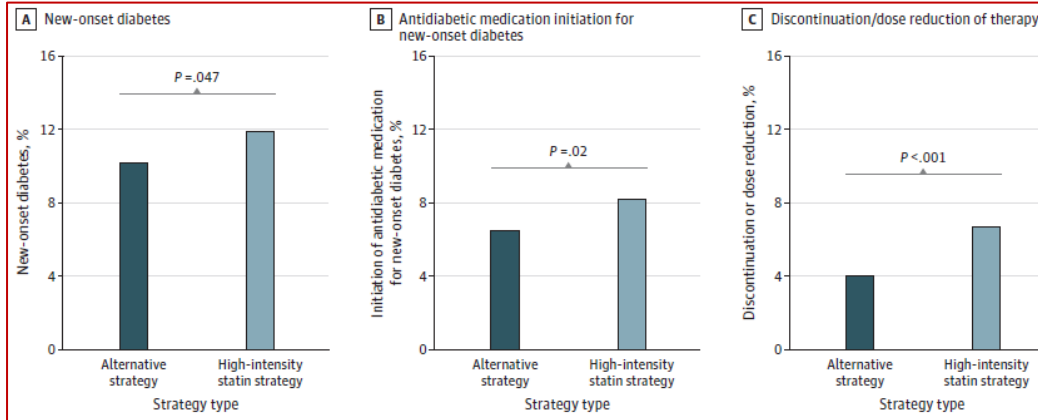 A New-onset diabetes
16
12
8
4
0
New-onset diabetes, %
P =.047
Alternative
strategy
High-intensity
statin strategy
Strategy type
B Antidiabetic medication initiation for
new-onset diabetes
16
12
8
4
0
Initiation of antidiabetic medication
for new-onset diabetes, %
P =.02
Alternative
strategy
High-intensity
statin strategy
Strategy type
C Discontinuation/dose reduction of therapy
16
12
8
4
0
Discontinuation or dose reduction, %
P <.001
Alternative
strategy
High-intensity
statin strategy
Strategy type